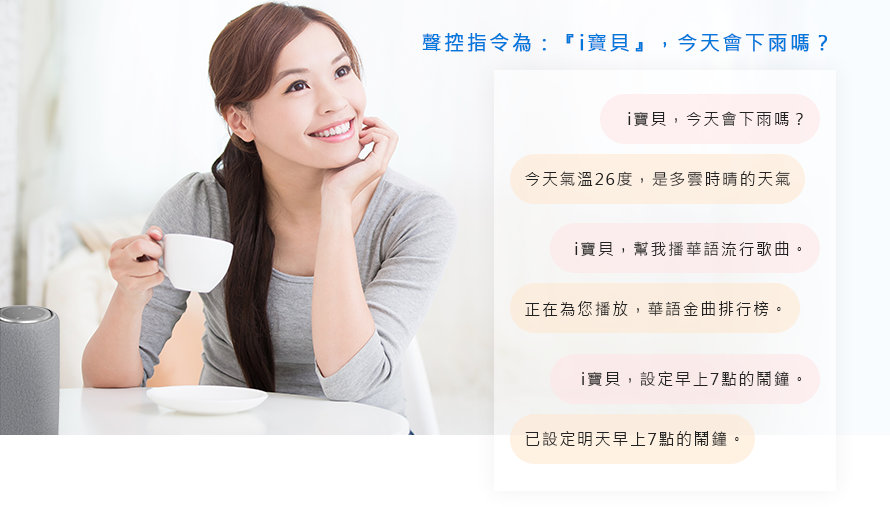 聲控指令為：『i寶貝』，今天會下雨嗎？
i寶貝，今天會下雨嗎？
今天氣溫26度，是多雲時晴的天氣
i寶貝，幫我播華語流行歌曲。
正在為您播放，華語金曲排行榜。
i寶貝，設定早上7點的鬧鐘。
已設定明天早上7點的鬧鐘。